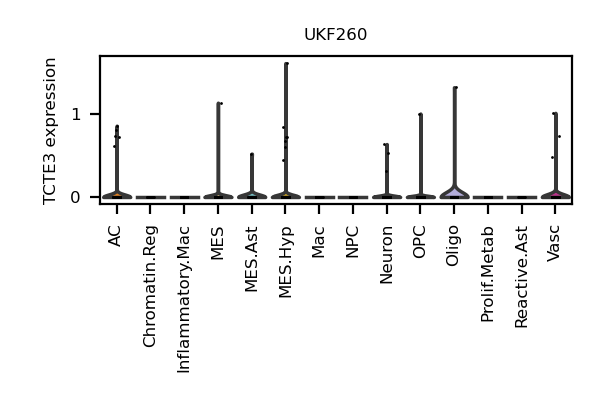 UKF260
TCTE3 expression
1
0
AC
Chromatin.Reg
Inflammatory.Mac
MES
MES.Ast
MES.Hyp
Mac
NPC
Neuron
OPC
Oligo
Prolif.Metab
Reactive.Ast
Vasc